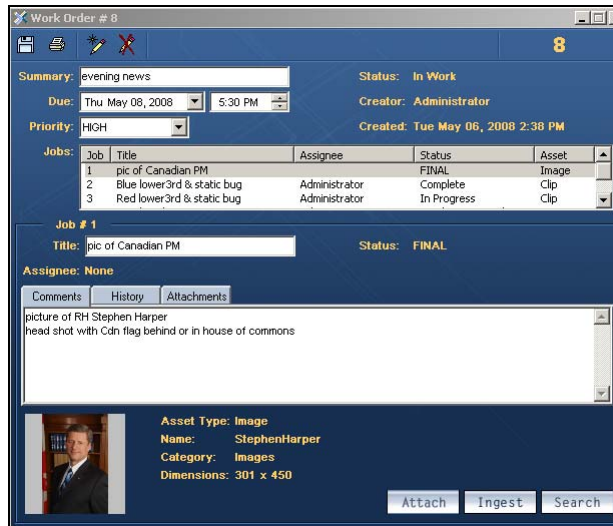 Work Order # 8
8
Summary: evening news Status: In Work
Due: Thu May 08, 2008 5:30 PM Creator: Administrator
Priority: HIGH Created: Tue May 06, 2008 2:38 PM
Jobs: Job Title Assignee Status Asset
1 pic of Canadian PM FINAL Image
2 Blue lower3rd & static bug Administrator Complete Clip
3 Red lower3rd & static bug Administrator In Progress Clip
Job # 1
Title: pic of Canadian PM Status: FINAL
Assignee: None
Comments History Attachments
picture of RH Stephen Harper
head shot with Cdn flag behind or in house of commons
Asset Type: Image
Name: StephenHarper
Category: Images
Dimensions: 301 x 450
Attach Ingest Search